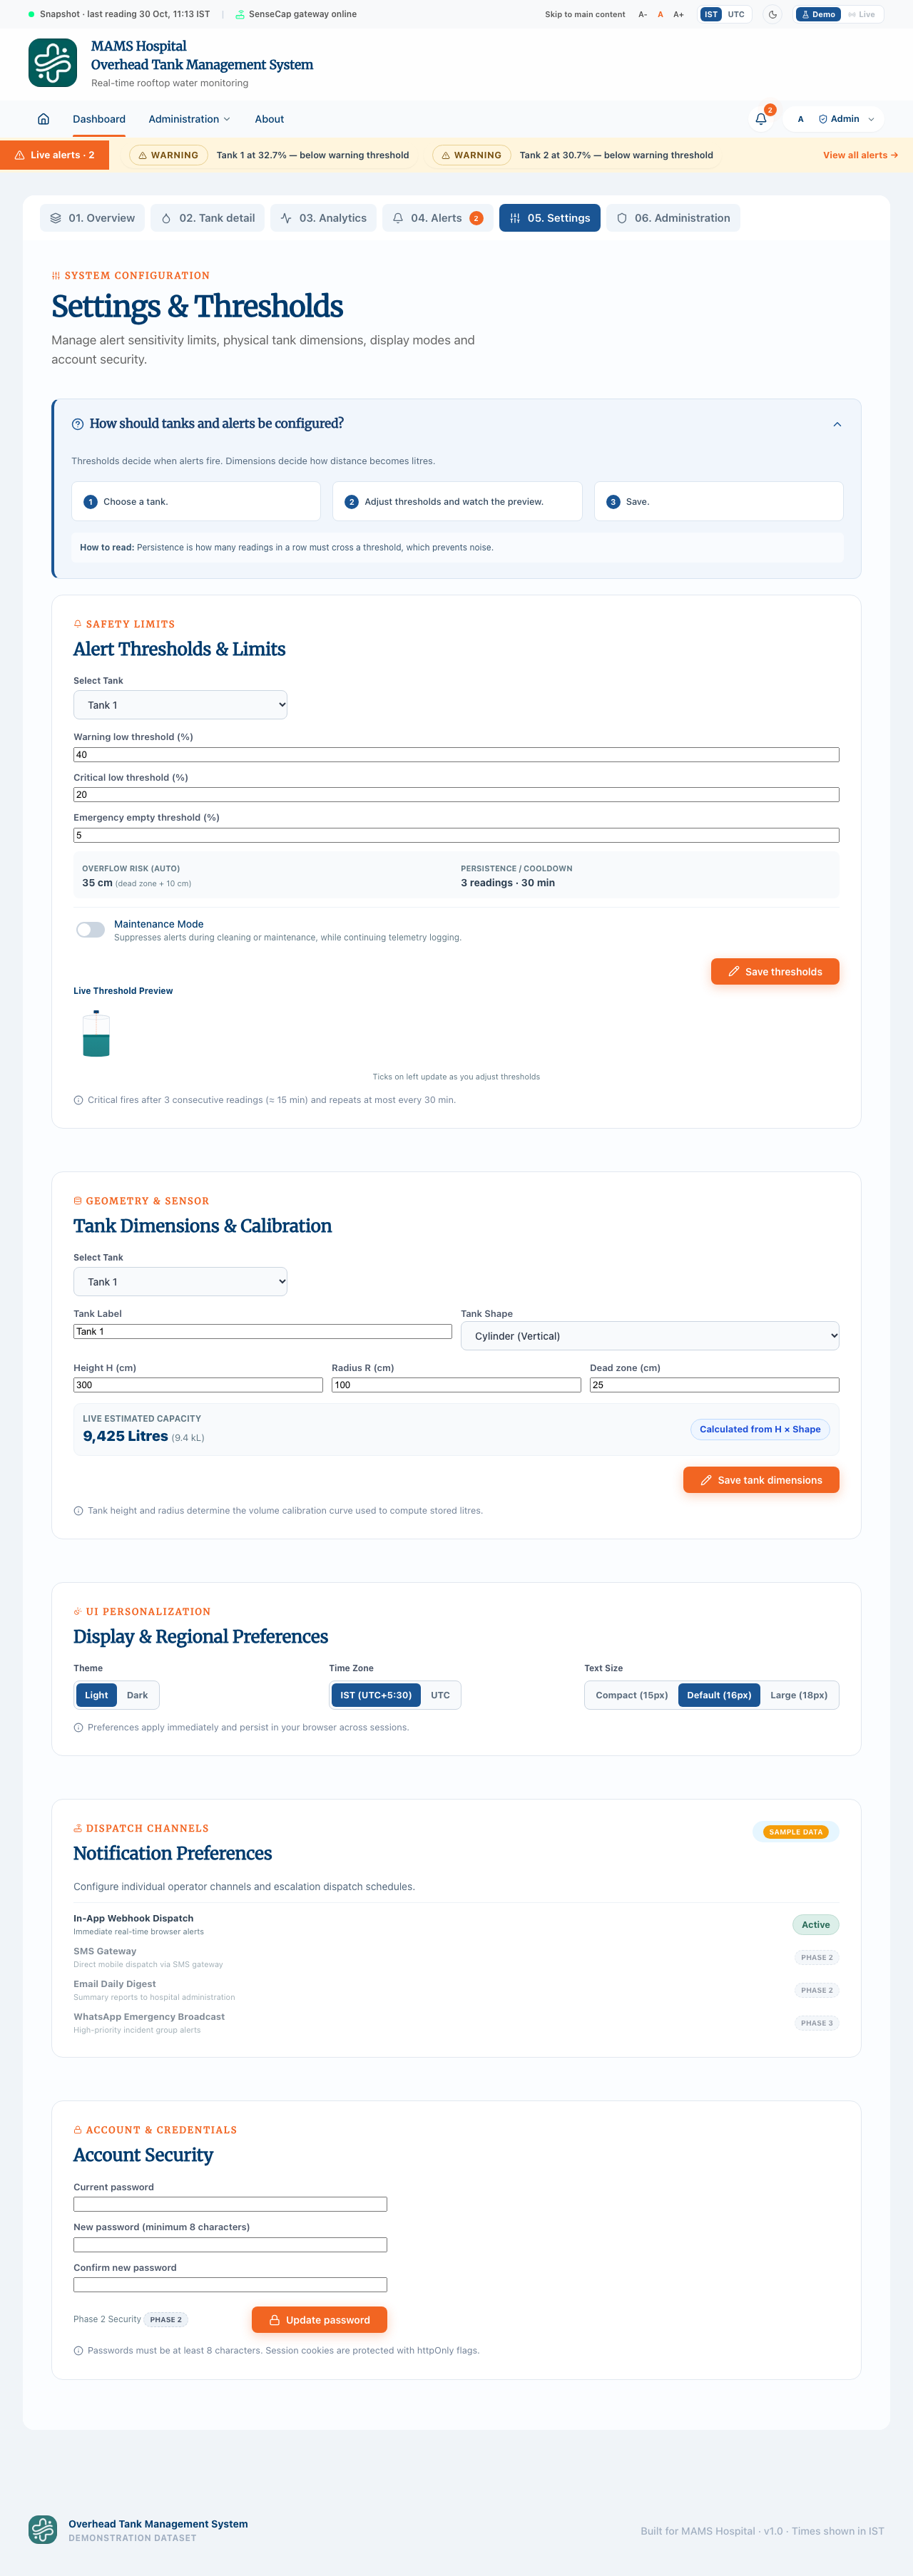 Snapshot · last reading 30 Oct, 11:13 IST | SenseCap gateway online Skip to main content A- A A+ IST UTC Demo Live
MAMS Hospital
Overhead Tank Management System
Real-time rooftop water monitoring
Dashboard Administration About 2 A Admin
Live alerts · 2 WARNING Tank 1 at 32.7% — below warning threshold WARNING Tank 2 at 30.7% — below warning threshold View all alerts →
01. Overview 02. Tank detail 03. Analytics 04. Alerts 2 05. Settings 06. Administration
SYSTEM CONFIGURATION
Settings & Thresholds
Manage alert sensitivity limits, physical tank dimensions, display modes and
account security.
How should tanks and alerts be configured?
Thresholds decide when alerts fire. Dimensions decide how distance becomes litres.
1 Choose a tank. 2 Adjust thresholds and watch the preview. 3 Save.
How to read: Persistence is how many readings in a row must cross a threshold, which prevents noise.
SAFETY LIMITS
Alert Thresholds & Limits
Select Tank
Tank 1
Warning low threshold (%)
40
Critical low threshold (%)
20
Emergency empty threshold (%)
5
OVERFLOW RISK (AUTO) PERSISTENCE / COOLDOWN
35 cm (dead zone + 10 cm) 3 readings · 30 min
Maintenance Mode
Suppresses alerts during cleaning or maintenance, while continuing telemetry logging.
Save thresholds
Live Threshold Preview
Ticks on left update as you adjust thresholds
Critical fires after 3 consecutive readings (≈ 15 min) and repeats at most every 30 min.
GEOMETRY & SENSOR
Tank Dimensions & Calibration
Select Tank
Tank 1
Tank Label Tank Shape
Tank 1 Cylinder (Vertical)
Height H (cm) Radius R (cm) Dead zone (cm)
300 100 25
LIVE ESTIMATED CAPACITY
9,425 Litres (9.4 kL) Calculated from H × Shape
Save tank dimensions
Tank height and radius determine the volume calibration curve used to compute stored litres.
UI PERSONALIZATION
Display & Regional Preferences
Theme Time Zone Text Size
Light Dark IST (UTC+5:30) UTC Compact (15px) Default (16px) Large (18px)
Preferences apply immediately and persist in your browser across sessions.
DISPATCH CHANNELS SAMPLE DATA
Notification Preferences
Configure individual operator channels and escalation dispatch schedules.
In-App Webhook Dispatch Active
Immediate real-time browser alerts
SMS Gateway PHASE 2
Direct mobile dispatch via SMS gateway
Email Daily Digest PHASE 2
Summary reports to hospital administration
WhatsApp Emergency Broadcast PHASE 3
High-priority incident group alerts
ACCOUNT & CREDENTIALS
Account Security
Current password
New password (minimum 8 characters)
Confirm new password
Phase 2 Security PHASE 2 Update password
Passwords must be at least 8 characters. Session cookies are protected with httpOnly flags.
Overhead Tank Management System
DEMONSTRATION DATASET
Built for MAMS Hospital · v1.0 · Times shown in IST